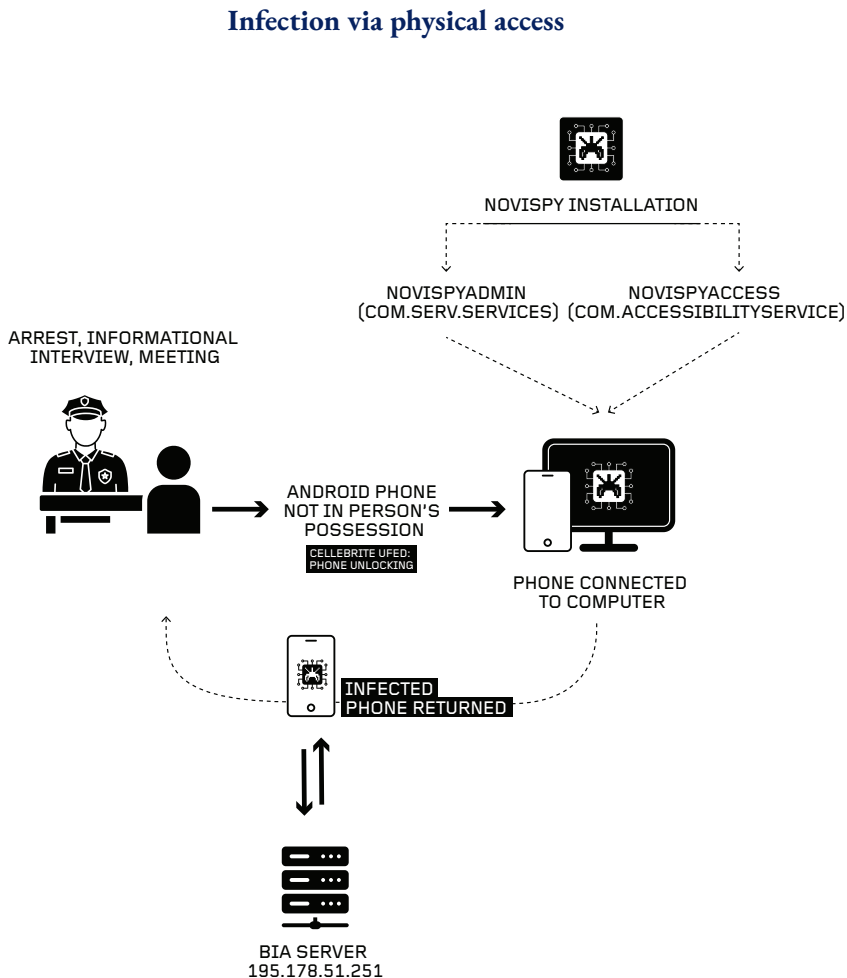 Infection via physical access
NOVISPY INSTALLATION
NOVISPYADMIN
(COM.SERV.SERVICES)
NOVISPYACCESS
(COM.ACCESSIBILITYSERVICE)
ARREST, INFORMATIONAL
INTERVIEW, MEETING
ANDROID PHONE
NOT IN PERSON'S
POSSESSION
CELLEBRITE UFED:
PHONE UNLOCKING
PHONE CONNECTED
TO COMPUTER
INFECTED
PHONE RETURNED
BIA SERVER
195.178.51.251